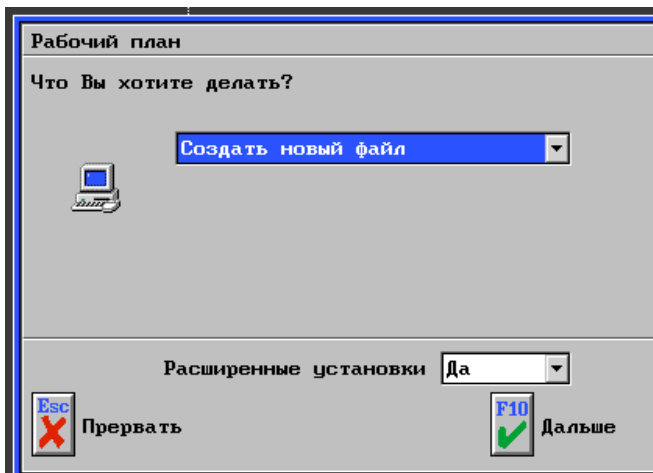 Рабочий план
Что Вы хотите делать?
Создать новый файл
Расширенные установки Да
Esc Прервать
F10 Дальше